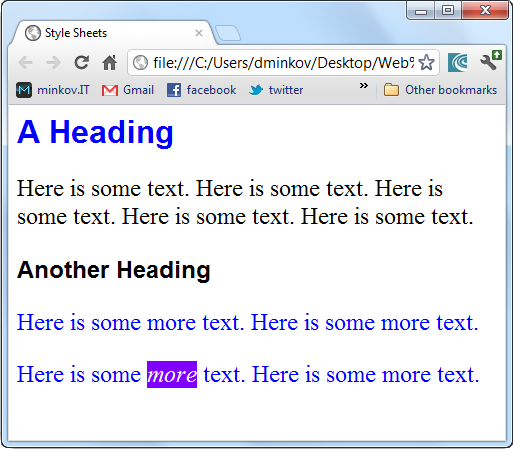 Style Sheets
file:///C:/Users/dminkov/Desktop/Web%
minkov.IT Gmail facebook twitter » Other bookmarks
A Heading
Here is some text. Here is some text. Here is
some text. Here is some text. Here is some text.
Another Heading
Here is some more text. Here is some more text.
Here is some more text. Here is some more text.